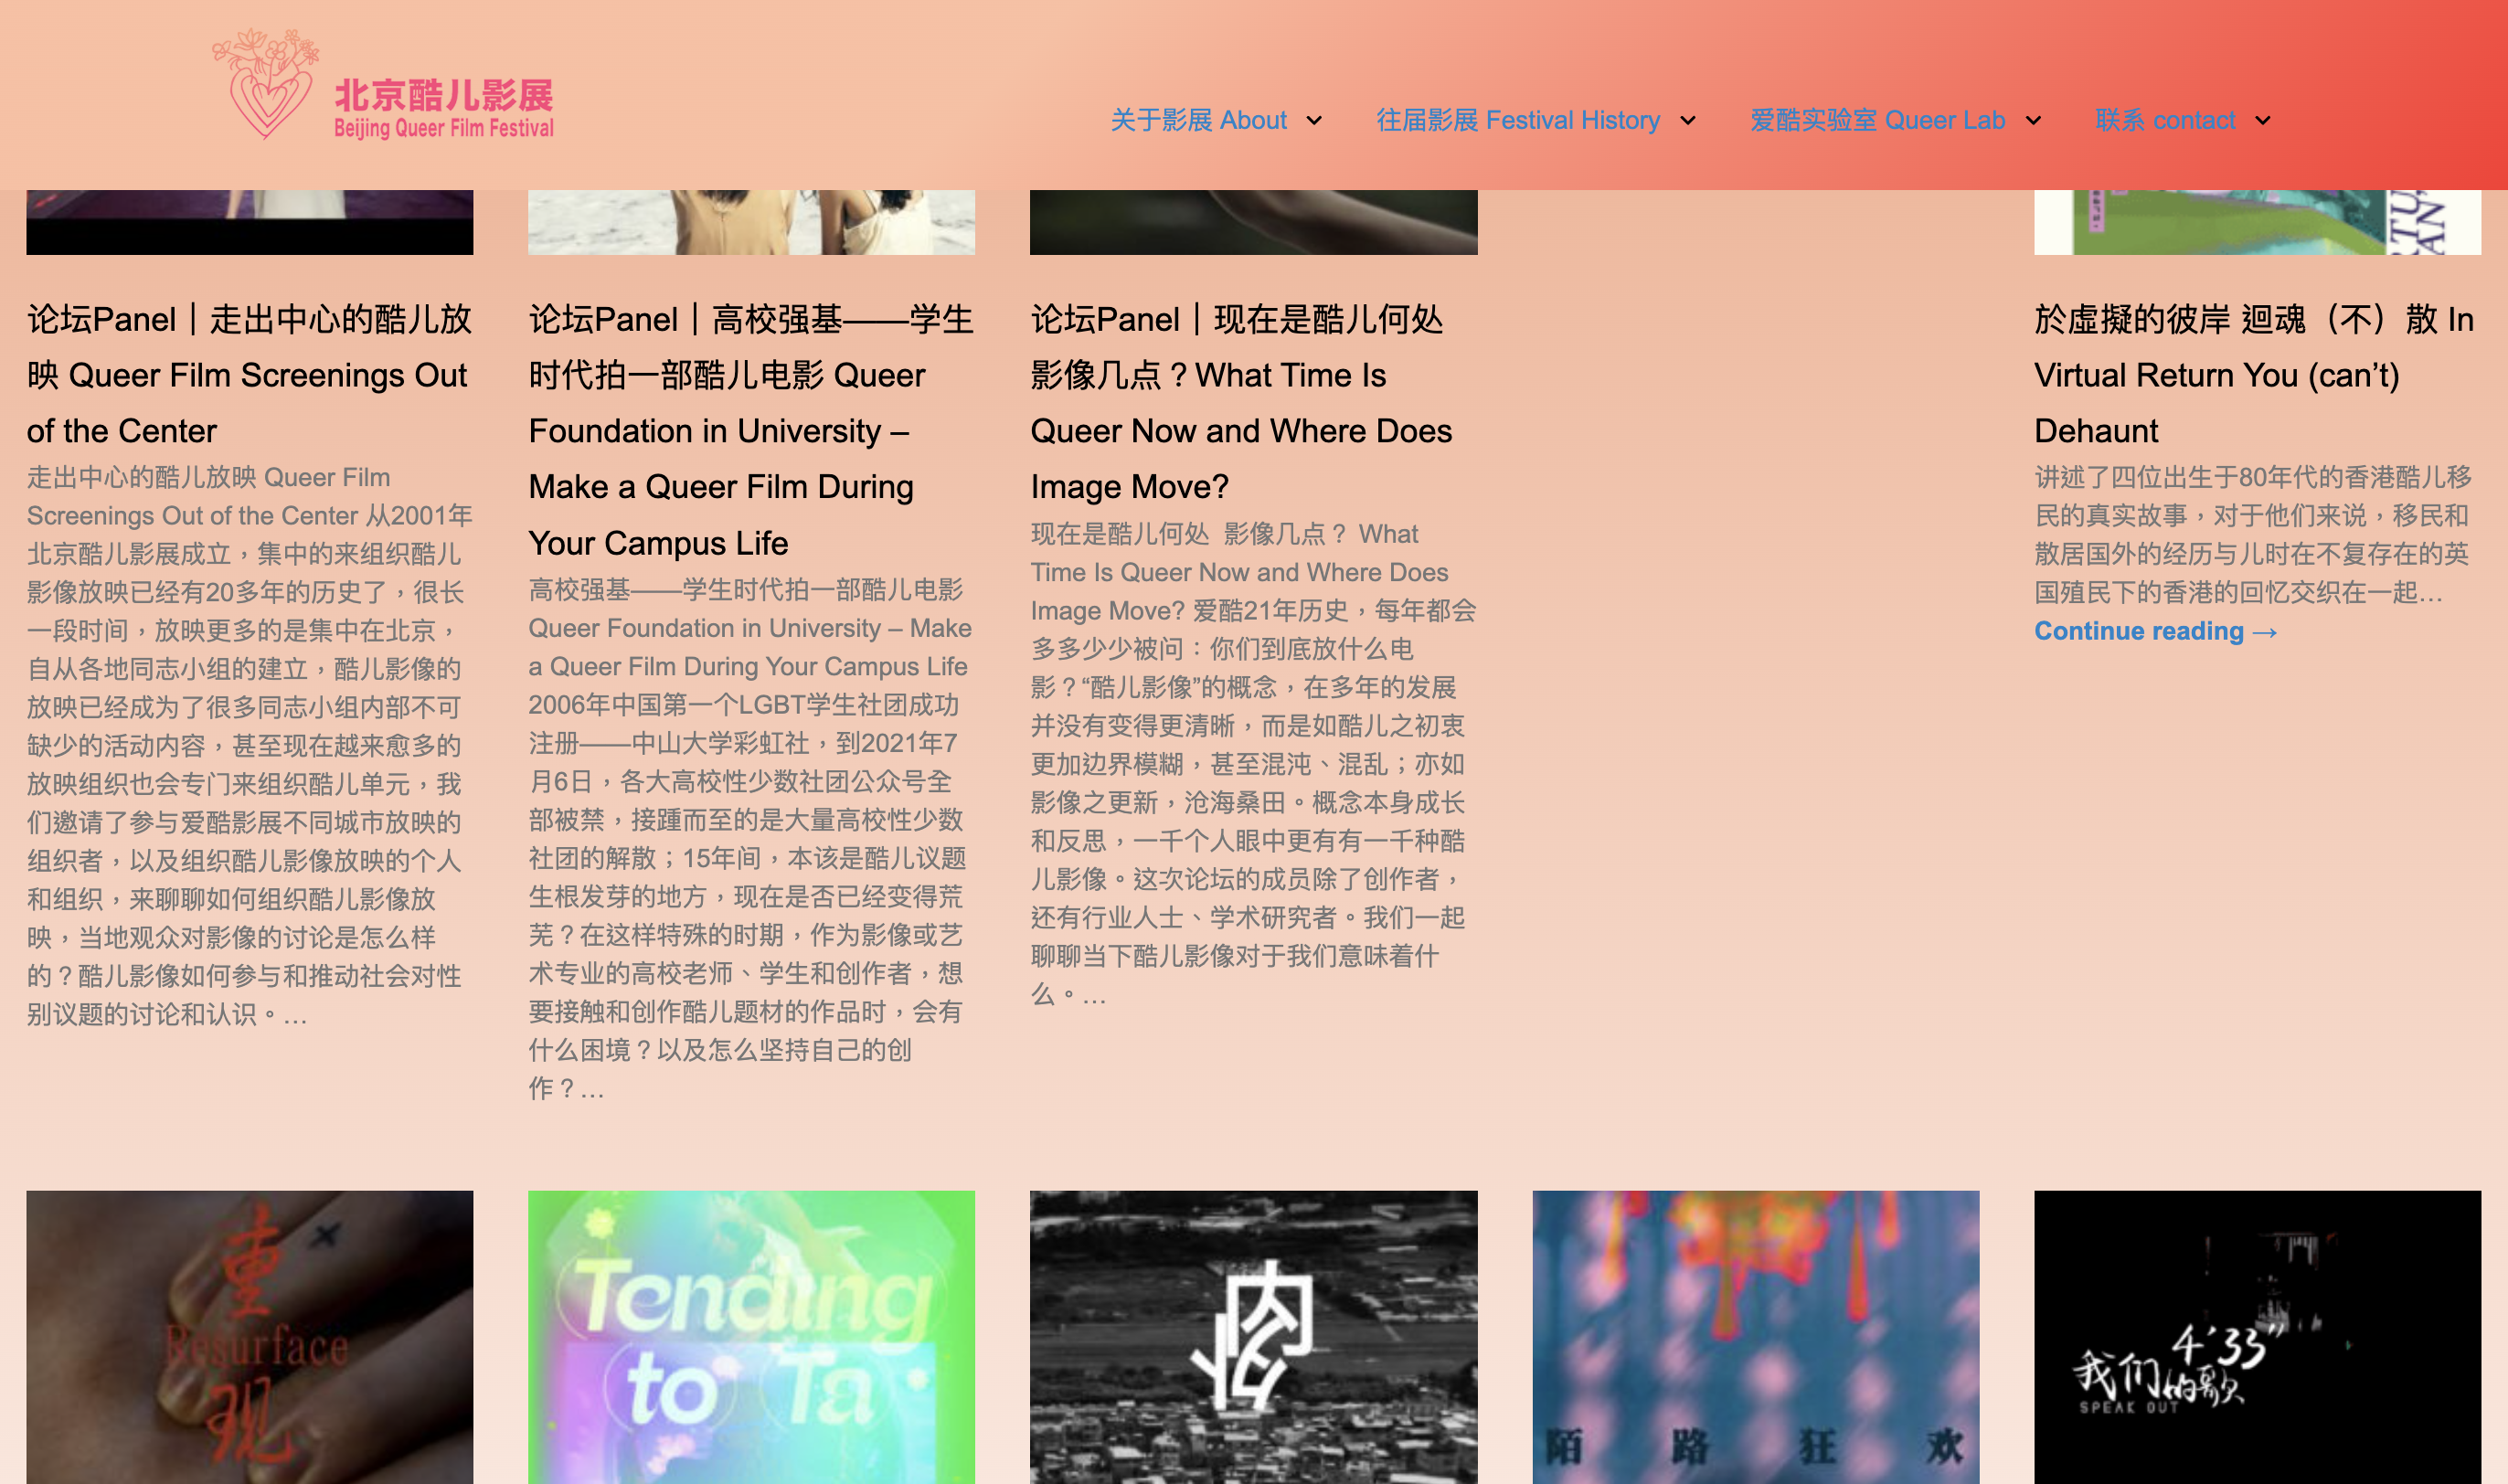 北京酷儿影展
Beijing Queer Film Festival
关于影展 About
往届影展 Festival History
爱酷实验室 Queer Lab
联系 contact
论坛Panel｜走出中心的酷儿放
映 Queer Film Screenings Out
of the Center
走出中心的酷儿放映 Queer Film
Screenings Out of the Center 从2001年
北京酷儿影展成立，集中的来组织酷儿
影像放映已经有20多年的历史了，很长
一段时间，放映更多的是集中在北京，
自从各地同志小组的建立，酷儿影像的
放映已经成为了很多同志小组内部不可
缺少的活动内容，甚至现在越来愈多的
放映组织也会专门来组织酷儿单元，我
们邀请了参与爱酷影展不同城市放映的
组织者，以及组织酷儿影像放映的个人
和组织，来聊聊如何组织酷儿影像放
映，当地观众对影像的讨论是怎么样
的？酷儿影像如何参与和推动社会对性
别议题的讨论和认识。…
论坛Panel｜高校强基——学生
时代拍一部酷儿电影 Queer
Foundation in University –
Make a Queer Film During
Your Campus Life
高校强基——学生时代拍一部酷儿电影
Queer Foundation in University – Make
a Queer Film During Your Campus Life
2006年中国第一个LGBT学生社团成功
注册——中山大学彩虹社，到2021年7
月6日，各大高校性少数社团公众号全
部被禁，接踵而至的是大量高校性少数
社团的解散；15年间，本该是酷儿议题
生根发芽的地方，现在是否已经变得荒
芜？在这样特殊的时期，作为影像或艺
术专业的高校老师、学生和创作者，想
要接触和创作酷儿题材的作品时，会有
什么困境？以及怎么坚持自己的创
作？…
论坛Panel｜现在是酷儿何处
影像几点？What Time Is
Queer Now and Where Does
Image Move?
现在是酷儿何处 影像几点？ What
Time Is Queer Now and Where Does
Image Move? 爱酷21年历史，每年都会
多多少少被问：你们到底放什么电
影？“酷儿影像”的概念，在多年的发展
并没有变得更清晰，而是如酷儿之初衷
更加边界模糊，甚至混沌、混乱；亦如
影像之更新，沧海桑田。概念本身成长
和反思，一千个人眼中更有有一千种酷
儿影像。这次论坛的成员除了创作者，
还有行业人士、学术研究者。我们一起
聊聊当下酷儿影像对于我们意味着什
么。…
於虛擬的彼岸 迴魂（不）散 In
Virtual Return You (can’t)
Dehaunt
讲述了四位出生于80年代的香港酷儿移
民的真实故事，对于他们来说，移民和
散居国外的经历与儿时在不复存在的英
国殖民下的香港的回忆交织在一起…
Continue reading →
重
Resurface
观
Tending
to Ta
陌路狂欢
4′33″
我们的歌
SPEAK OUT